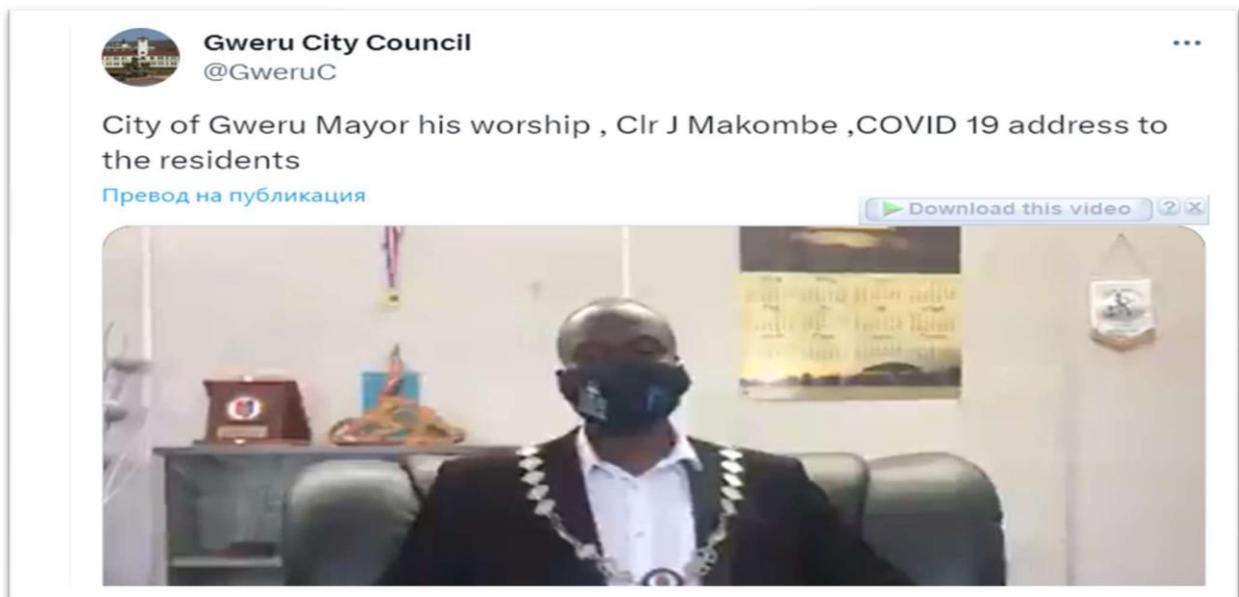 Gweru City Council
@GweruC
City of Gweru Mayor his worship , Clr J Makombe ,COVID 19 address to
the residents
Превод на публикация
Download this video
?
X